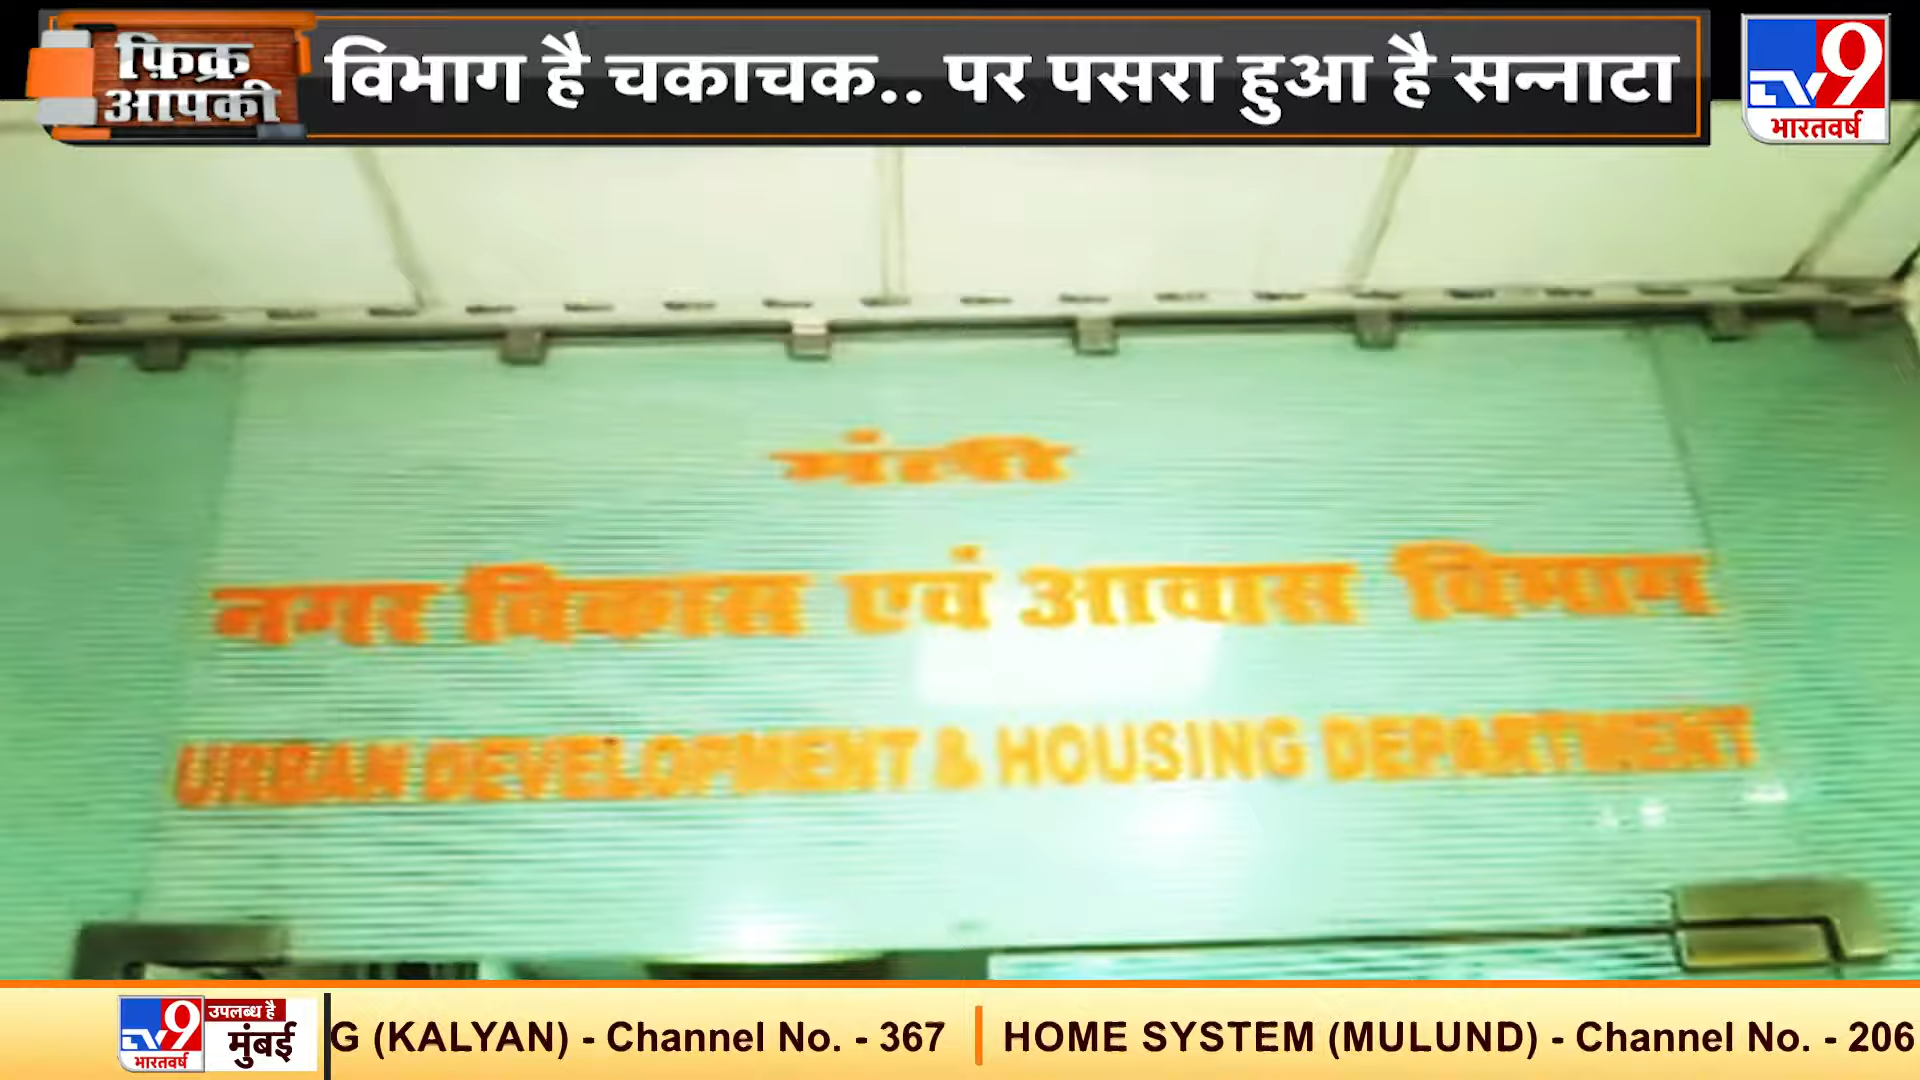 फ़िक्र
आपकी
विभाग है चकाचक.. पर पसरा हुआ है सन्नाटा
TV9
भारतवर्ष
मंत्री
नगर विकास एवं आवास विभाग
URBAN DEVELOPMENT & HOUSING DEPARTMENT
TV9
भारतवर्ष
उपलब्ध है
मुंबई
G (KALYAN) - Channel No. - 367
HOME SYSTEM (MULUND) - Channel No. - 206